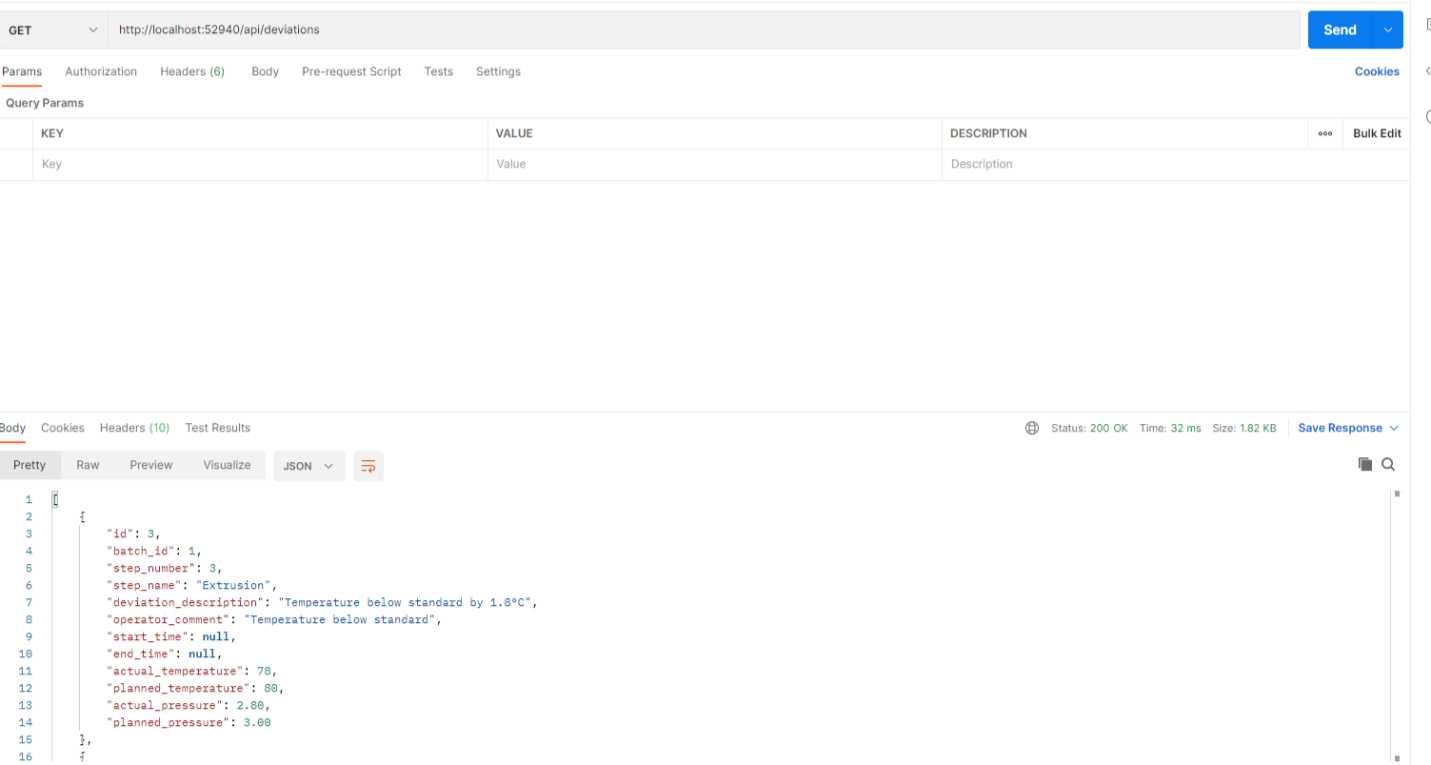 GET http://localhost:52940/api/deviations Send
Params Authorization Headers (6) Body Pre-request Script Tests Settings Cookies
Query Params
KEY VALUE DESCRIPTION ooo Bulk Edit
Key Value Description
Body Cookies Headers (10) Test Results Status: 200 OK Time: 32 ms Size: 1.82 KB Save Response
Pretty Raw Preview Visualize JSON
1 [
2 {
3 "id": 3,
4 "batch_id": 1,
5 "step_number": 3,
6 "step_name": "Extrusion",
7 "deviation_description": "Temperature below standard by 1.8°C",
8 "operator_comment": "Temperature below standard",
9 "start_time": null,
10 "end_time": null,
11 "actual_temperature": 78,
12 "planned_temperature": 80,
13 "actual_pressure": 2.80,
14 "planned_pressure": 3.00
15 },
16 {